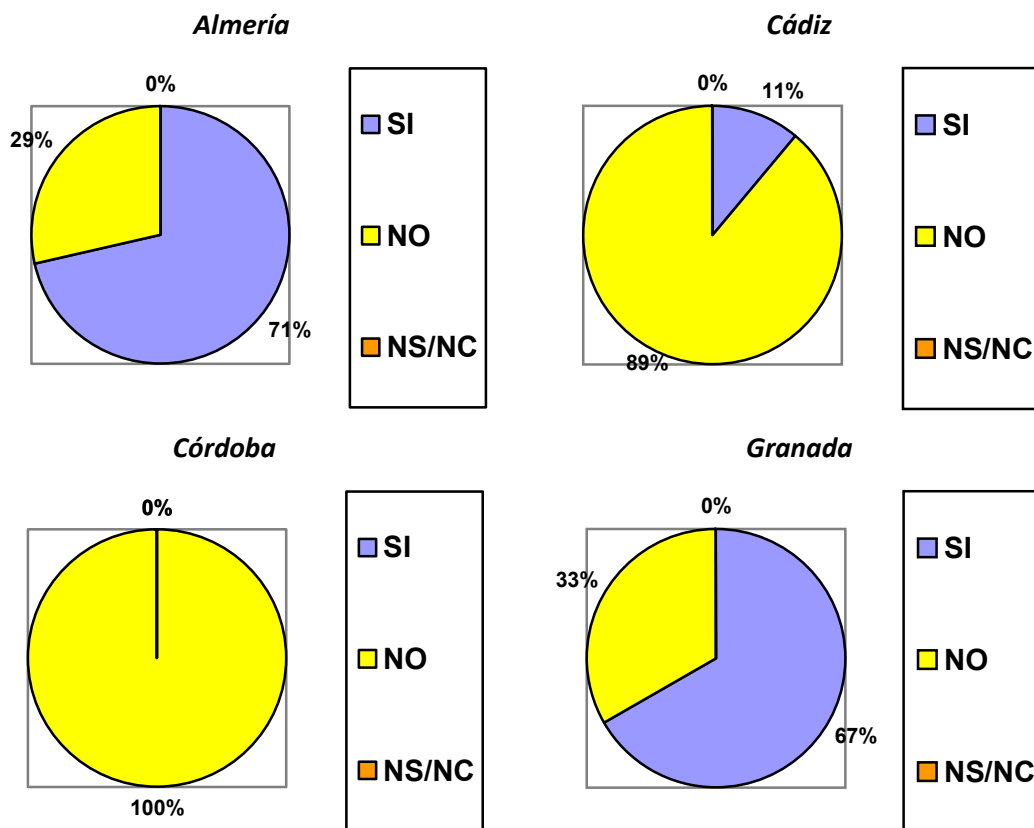 Almería
0%
29%
71%
SI
NO
NS/NC
Cádiz
0%
11%
89%
SI
NO
NS/NC
Córdoba
0%
100%
SI
NO
NS/NC
Granada
0%
33%
67%
SI
NO
NS/NC